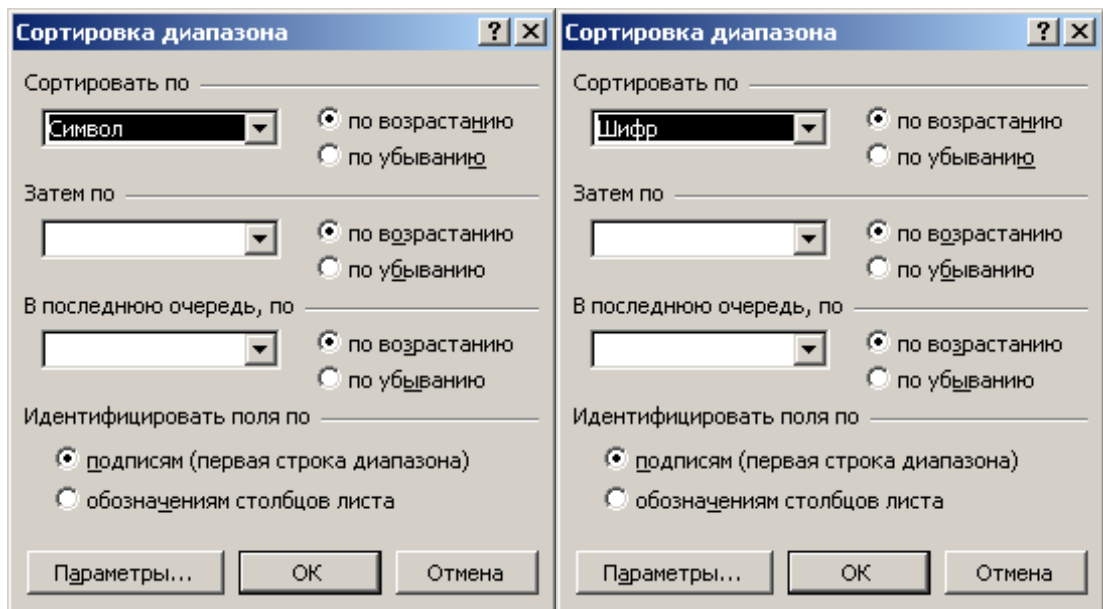 Сортировка диапазона
Сортировать по
Символ
по возрастанию
по убыванию
Затем по
по возрастанию
по убыванию
В последнюю очередь, по
по возрастанию
по убыванию
Идентифицировать поля по
подписям (первая строка диапазона)
обозначениям столбцов листа
Параметры... ОК Отмена
Сортировка диапазона
Сортировать по
Шифр
по возрастанию
по убыванию
Затем по
по возрастанию
по убыванию
В последнюю очередь, по
по возрастанию
по убыванию
Идентифицировать поля по
подписям (первая строка диапазона)
обозначениям столбцов листа
Параметры... ОК Отмена